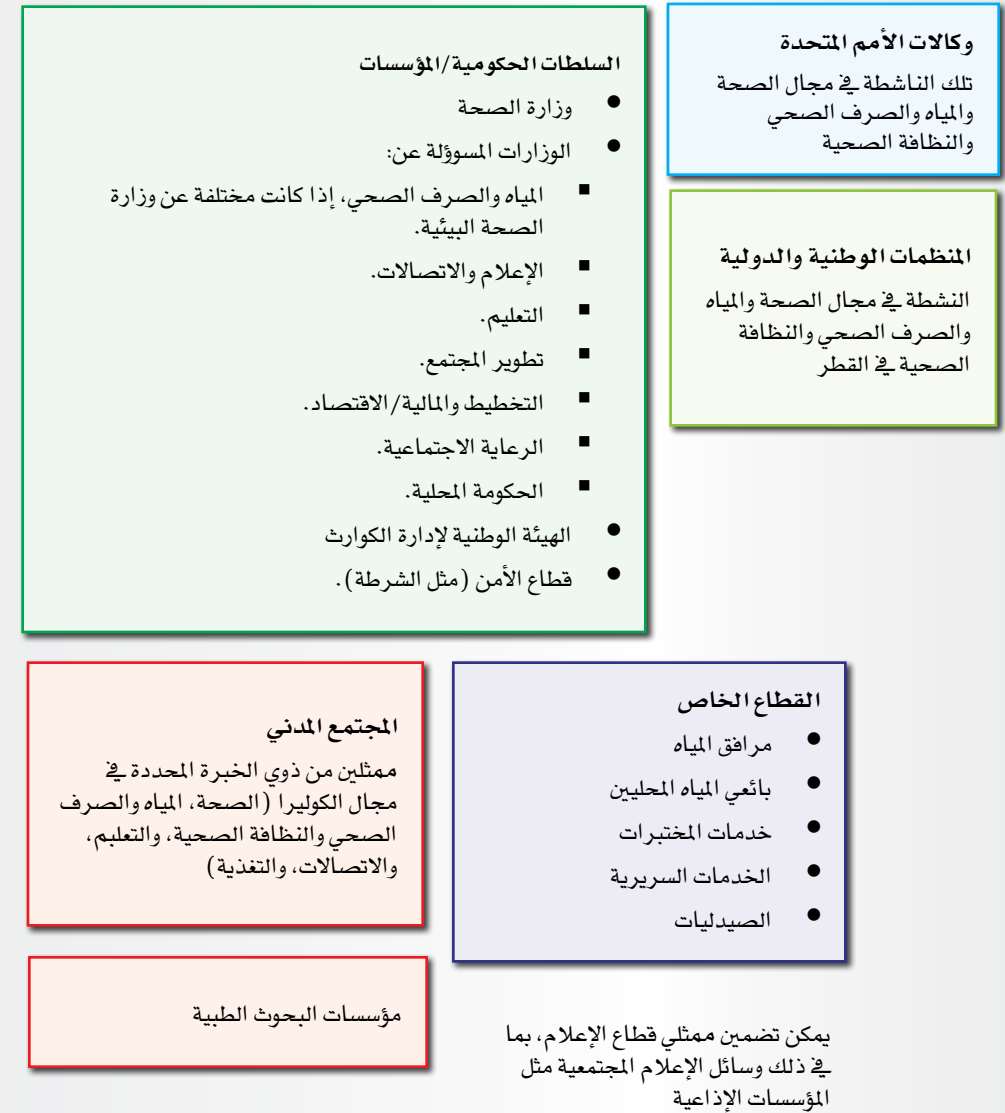 وكالات الأمم المتحدة
تلك الناشطة في مجال الصحة
والمياه والصرف الصحي
والنظافة الصحية
المنظمات الوطنية والدولية
النشطة في مجال الصحة والمياه
والصرف الصحي والنظافة
الصحية في القطر
السلطات الحكومية/المؤسسات
● وزارة الصحة
● الوزارات المسوؤلة عن:
■ المياه والصرف الصحي، إذا كانت مختلفة عن وزارة
الصحة البيئية.
■ الإعلام والاتصالات.
■ التعليم.
■ تطوير المجتمع.
■ التخطيط والمالية/الاقتصاد.
■ الرعاية الاجتماعية.
■ الحكومة المحلية.
● الهيئة الوطنية لإدارة الكوارث
● قطاع الأمن (مثل الشرطة).
القطاع الخاص
● مرافق المياه
● بائعي المياه المحليين
● خدمات المختبرات
● الخدمات السريرية
● الصيدليات
المجتمع المدني
ممثلين من ذوي الخبرة المحددة في
مجال الكوليرا (الصحة، المياه والصرف
الصحي والنظافة الصحية، والتعليم،
والاتصالات، والتغذية)
مؤسسات البحوث الطبية
يمكن تضمين ممثلي قطاع الإعلام، بما
في ذلك وسائل الإعلام المجتمعية مثل
المؤسسات الإذاعية